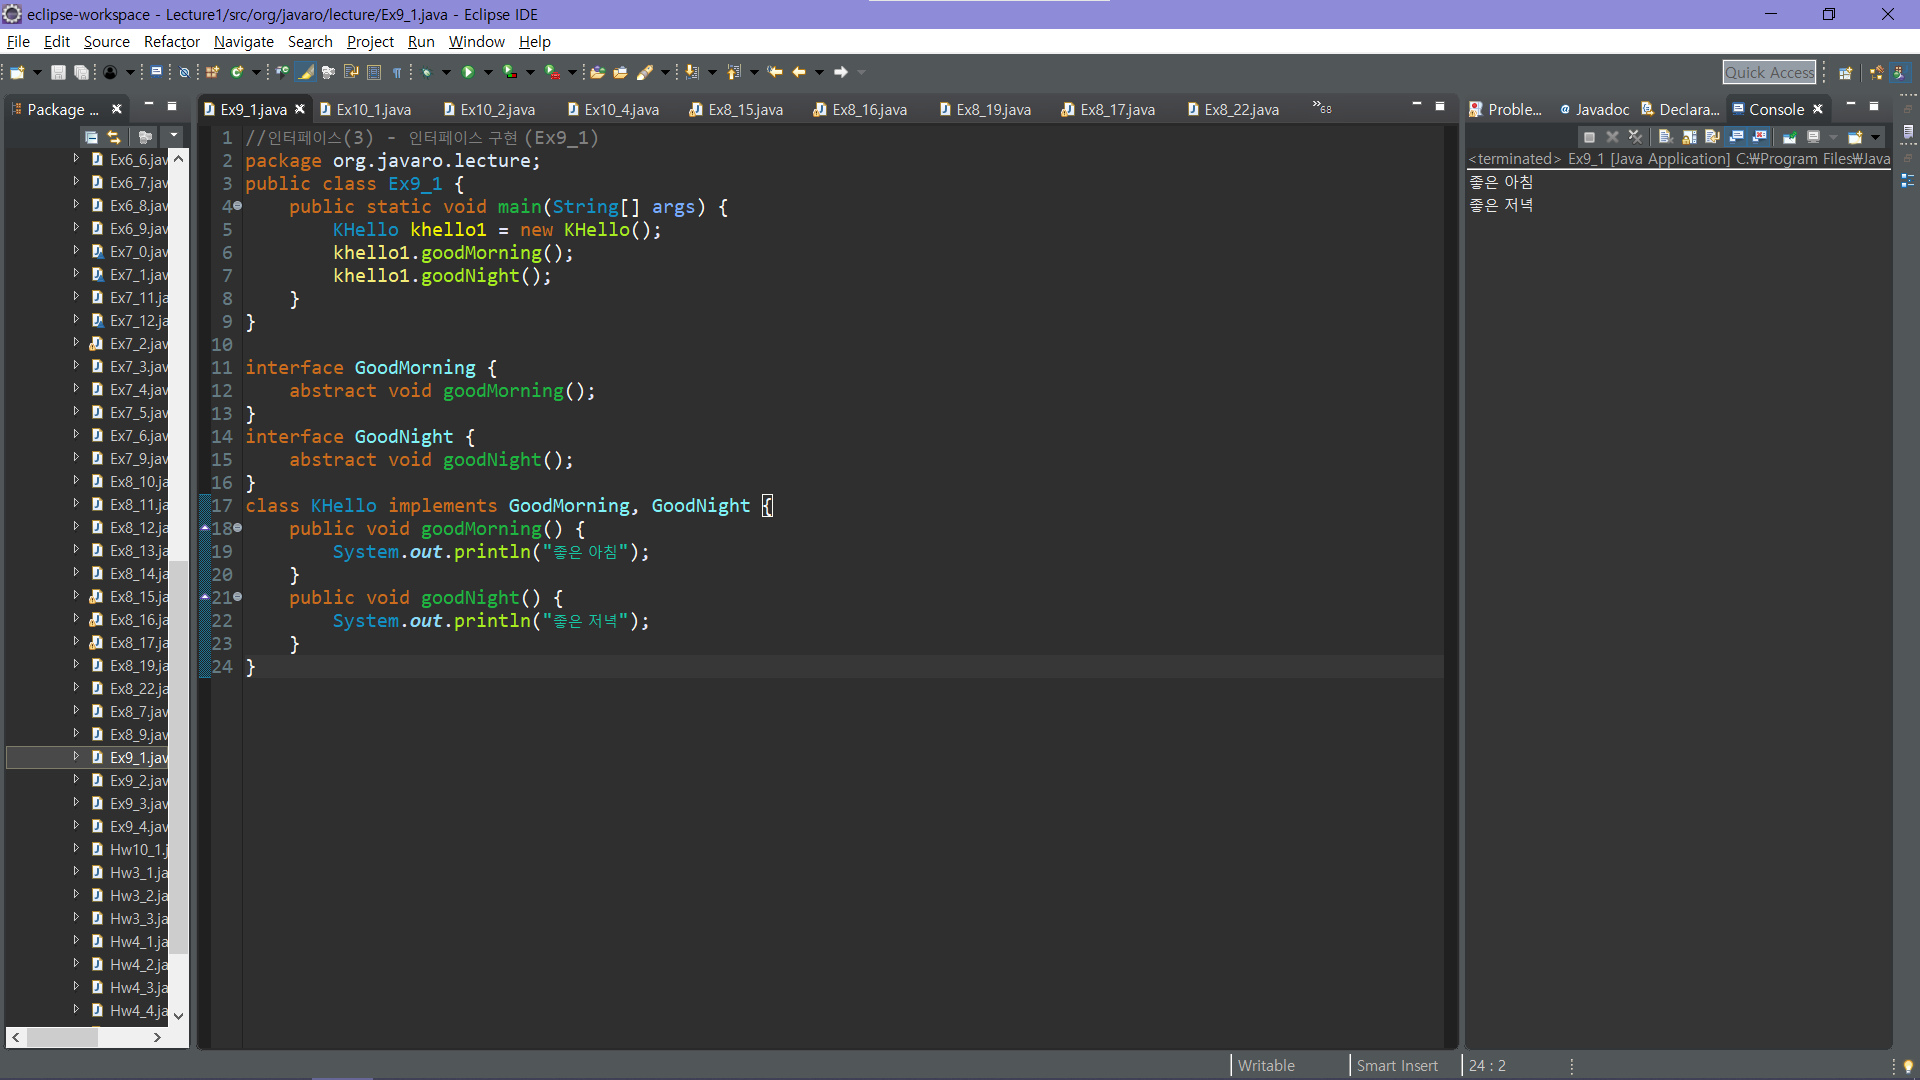 eclipse-workspace - Lecture1/src/org/javaro/lecture/Ex9_1.java - Eclipse IDE
File Edit Source Refactor Navigate Search Project Run Window Help
Quick Access
Package ...
Ex9_1.java Ex10_1.java Ex10_2.java Ex10_4.java Ex8_15.java Ex8_16.java Ex8_19.java Ex8_17.java Ex8_22.java »68
Proble... @ Javadoc Declara... Console
Ex6_6.jav
Ex6_7.jav
Ex6_8.jav
Ex6_9.jav
Ex7_0.jav
Ex7_1.jav
Ex7_11.ja
Ex7_12.ja
Ex7_2.jav
Ex7_3.jav
Ex7_4.jav
Ex7_5.jav
Ex7_6.jav
Ex7_9.jav
Ex8_10.ja
Ex8_11.ja
Ex8_12.ja
Ex8_13.ja
Ex8_14.ja
Ex8_15.ja
Ex8_16.ja
Ex8_17.ja
Ex8_19.ja
Ex8_22.ja
Ex8_7.jav
Ex8_9.jav
Ex9_1.jav
Ex9_2.jav
Ex9_3.jav
Ex9_4.jav
Hw10_1.j
Hw3_1.ja
Hw3_2.ja
Hw3_3.ja
Hw4_1.ja
Hw4_2.ja
Hw4_3.ja
Hw4_4.ja
1 //인터페이스(3) - 인터페이스 구현 (Ex9_1)
2 package org.javaro.lecture;
3 public class Ex9_1 {
4     public static void main(String[] args) {
5         KHello khello1 = new KHello();
6         khello1.goodMorning();
7         khello1.goodNight();
8     }
9 }
10
11 interface GoodMorning {
12     abstract void goodMorning();
13 }
14 interface GoodNight {
15     abstract void goodNight();
16 }
17 class KHello implements GoodMorning, GoodNight {
18     public void goodMorning() {
19         System.out.println("좋은 아침");
20     }
21     public void goodNight() {
22         System.out.println("좋은 저녁");
23     }
24 }
<terminated> Ex9_1 [Java Application] C:₩Program Files₩Java
좋은 아침
좋은 저녁
Writable Smart Insert 24 : 2